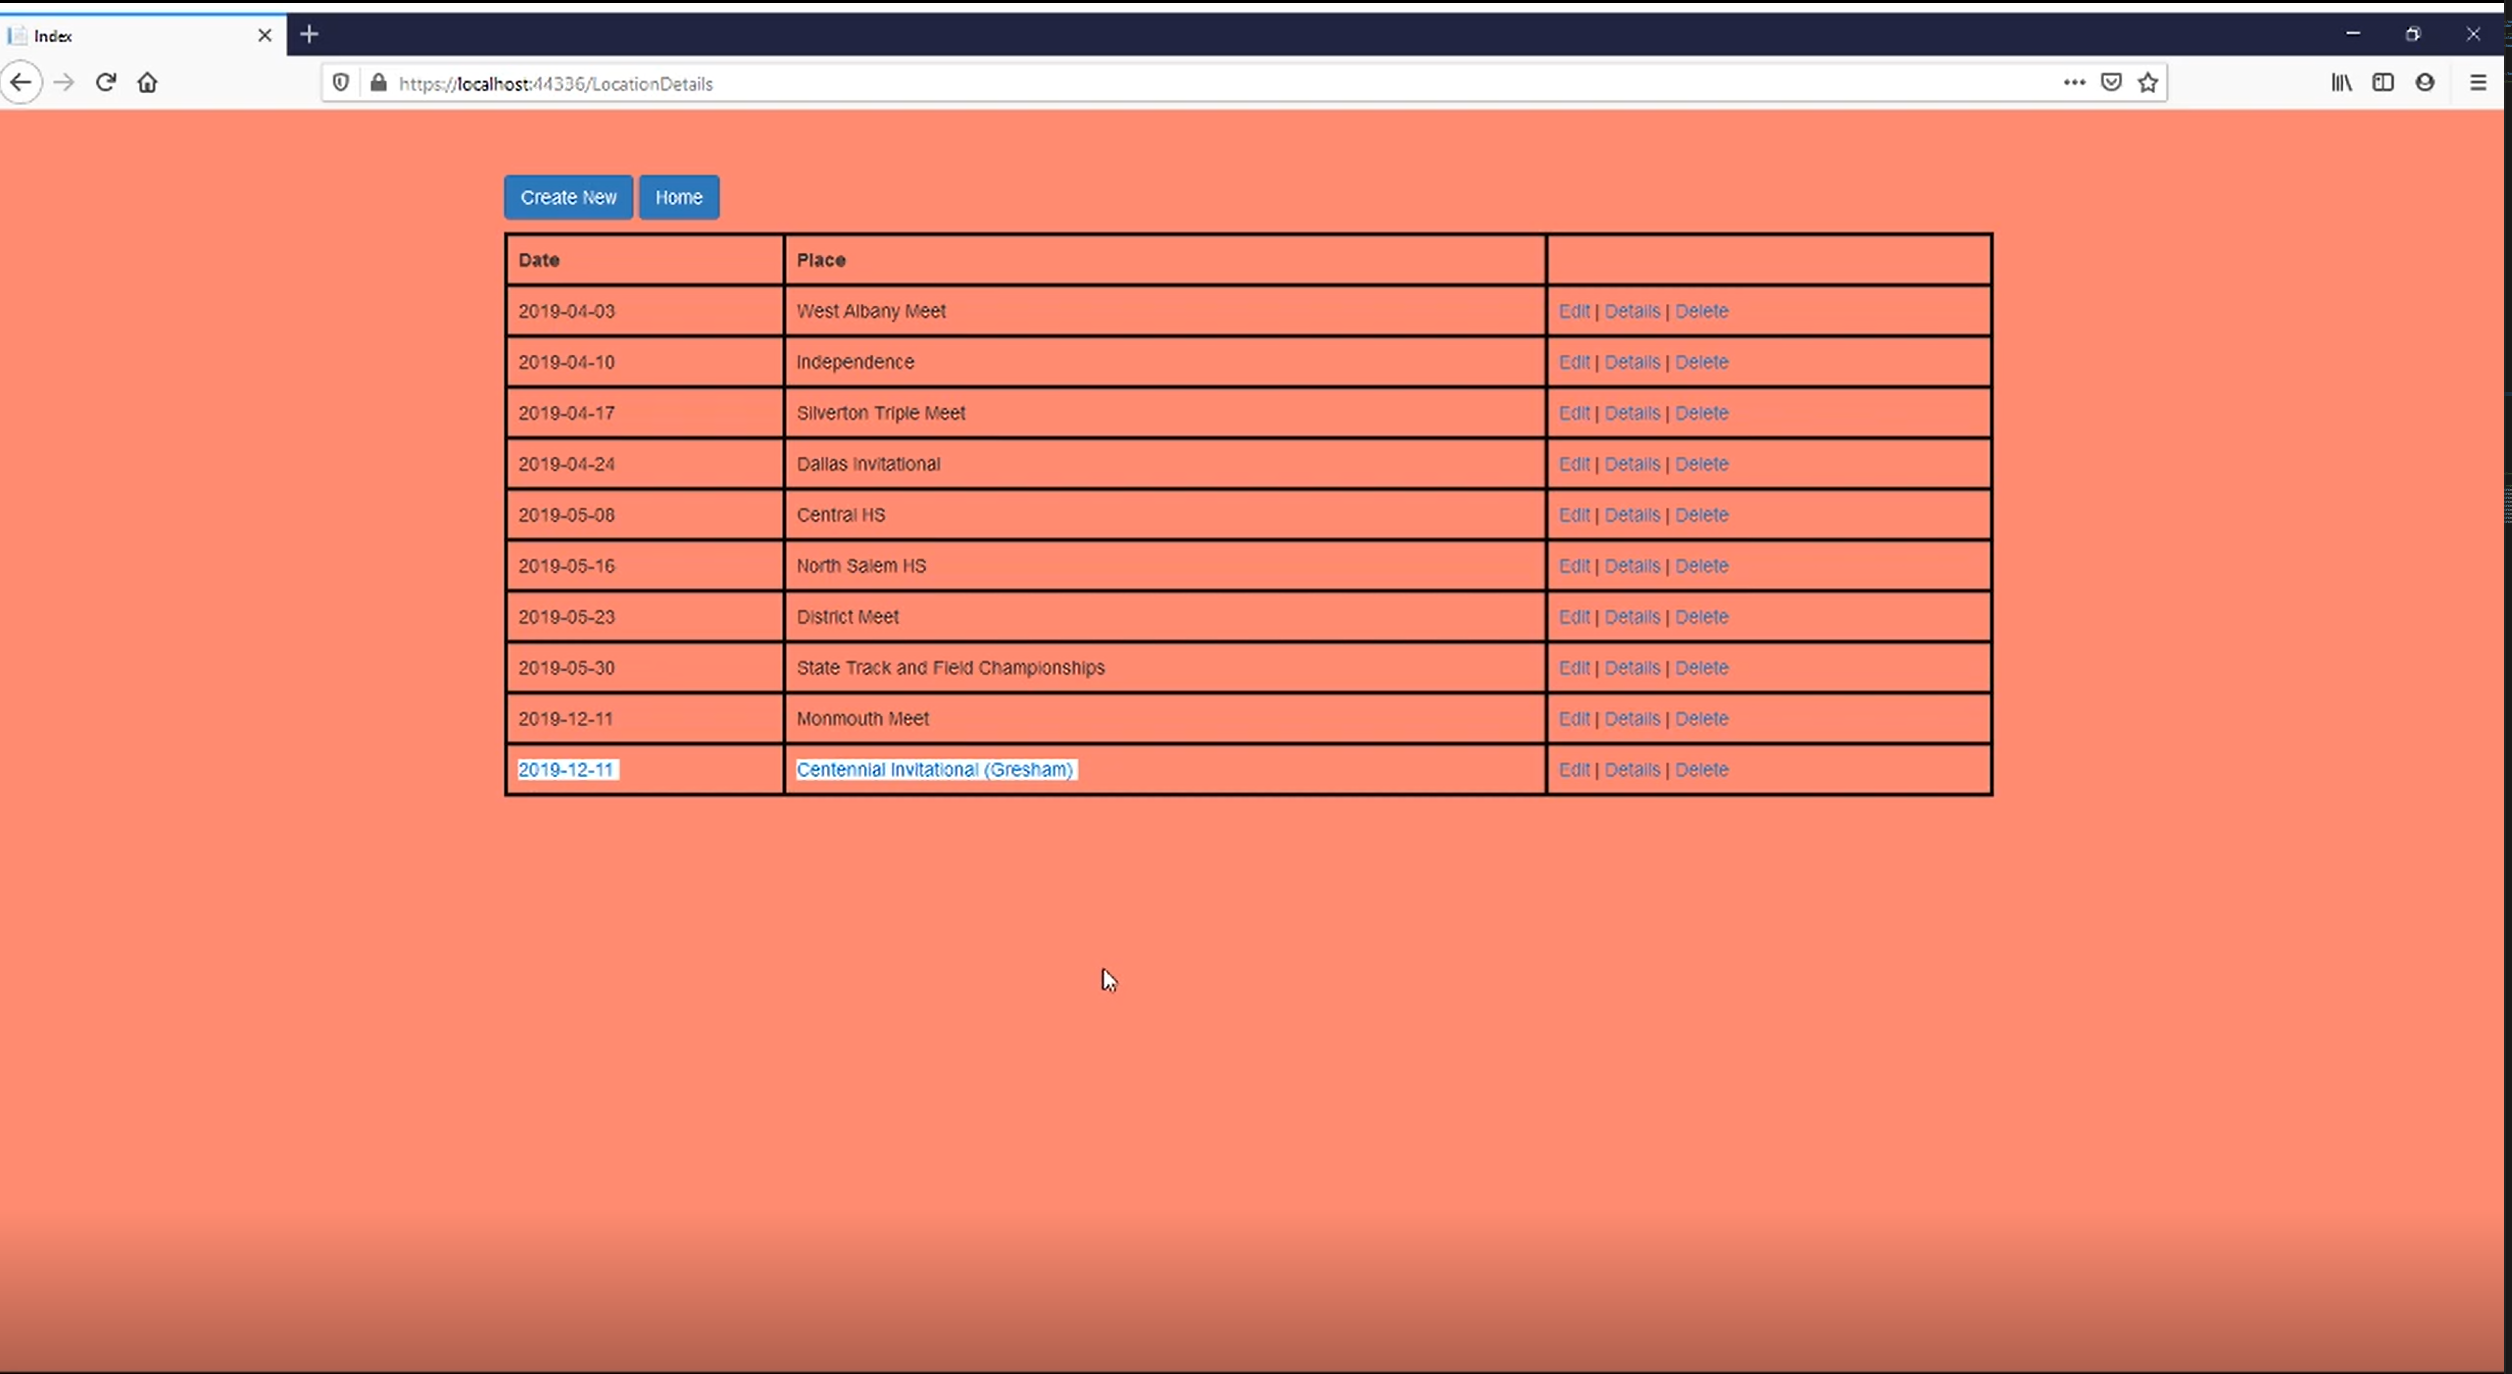 Index
https://localhost:44336/LocationDetails
Create New Home
Date Place
2019-04-03 West Albany Meet Edit | Details | Delete
2019-04-10 Independence Edit | Details | Delete
2019-04-17 Silverton Triple Meet Edit | Details | Delete
2019-04-24 Dallas Invitational Edit | Details | Delete
2019-05-08 Central HS Edit | Details | Delete
2019-05-16 North Salem HS Edit | Details | Delete
2019-05-23 District Meet Edit | Details | Delete
2019-05-30 State Track and Field Championships Edit | Details | Delete
2019-12-11 Monmouth Meet Edit | Details | Delete
2019-12-11 Centennial Invitational (Gresham) Edit | Details | Delete